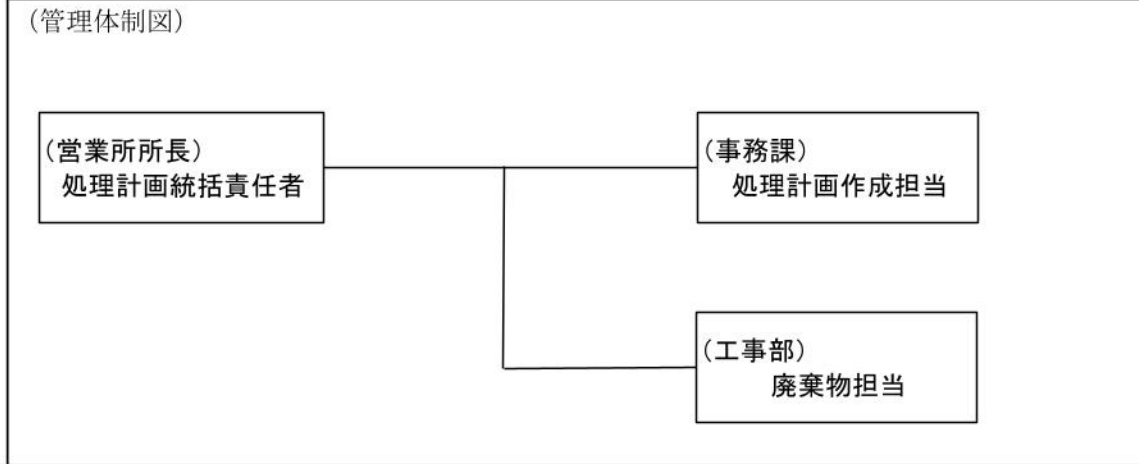 （管理体制図）
（営業所所長）
処理計画統括責任者
（事務課）
処理計画作成担当
（工事部）
廃棄物担当